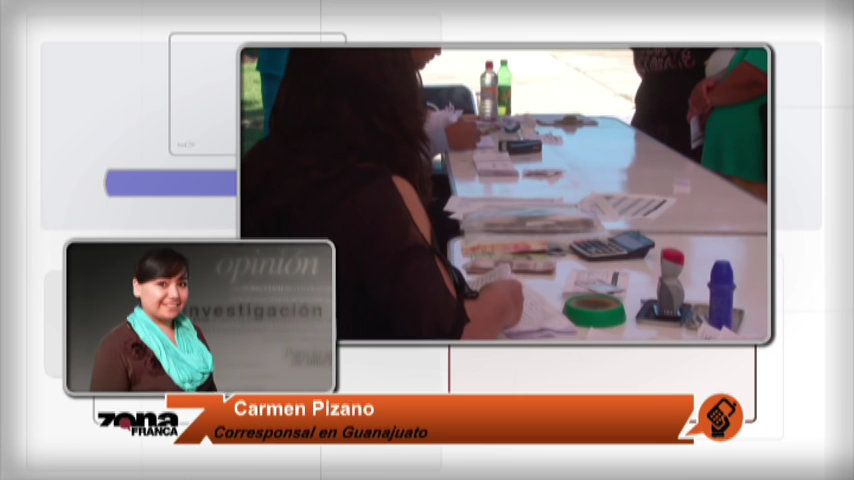 opinión
investigación
Carmen Pizano
Corresponsal en Guanajuato
zona
FRANCA